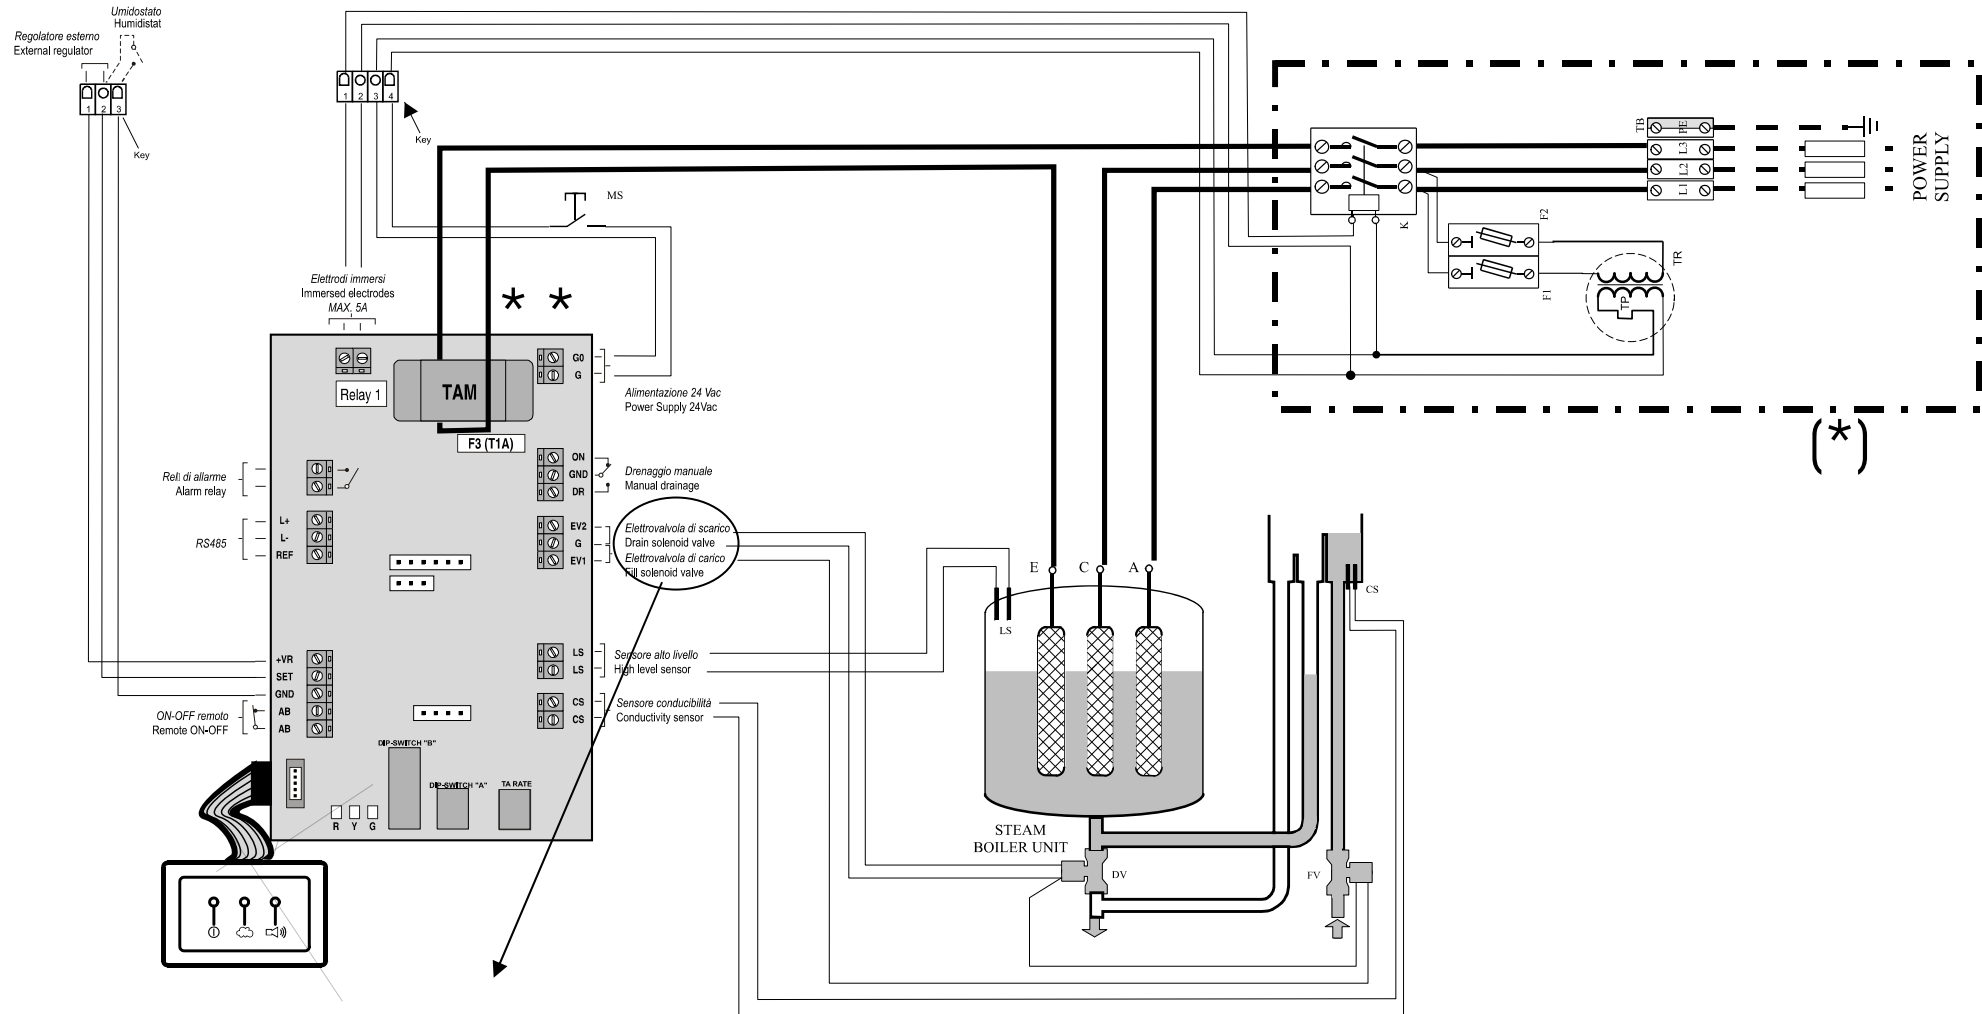 Umidostato
Humidistat
Regolatore esterno
External regulator
1 2 3
Key
1 2 3 4
Key
MS
Elettrodi immersi
Immersed electrodes
MAX. 5A
* *
Relay 1
TAM
F3 (T1A)
G0
G
Alimentazione 24 Vac
Power Supply 24Vac
ON
GND
DR
Drenaggio manuale
Manual drainage
Relè di allarme
Alarm relay
L+
L-
REF
RS485
EV2
G
EV1
Elettrovalvola di scarico
Drain solenoid valve
Elettrovalvola di carico
Fill solenoid valve
LS
LS
Sensore alto livello
High level sensor
CS
CS
Sensore conducibilità
Conductivity sensor
+VR
SET
GND
AB
AB
ON-OFF remoto
Remote ON-OFF
DIP-SWITCH "B"
DIP-SWITCH "A"
TA RATE
R Y G
E C A
LS
STEAM
BOILER UNIT
DV
FV
CS
K
TB
PE
L3
L2
L1
POWER
SUPPLY
F2
F1
TR
TP
(*)